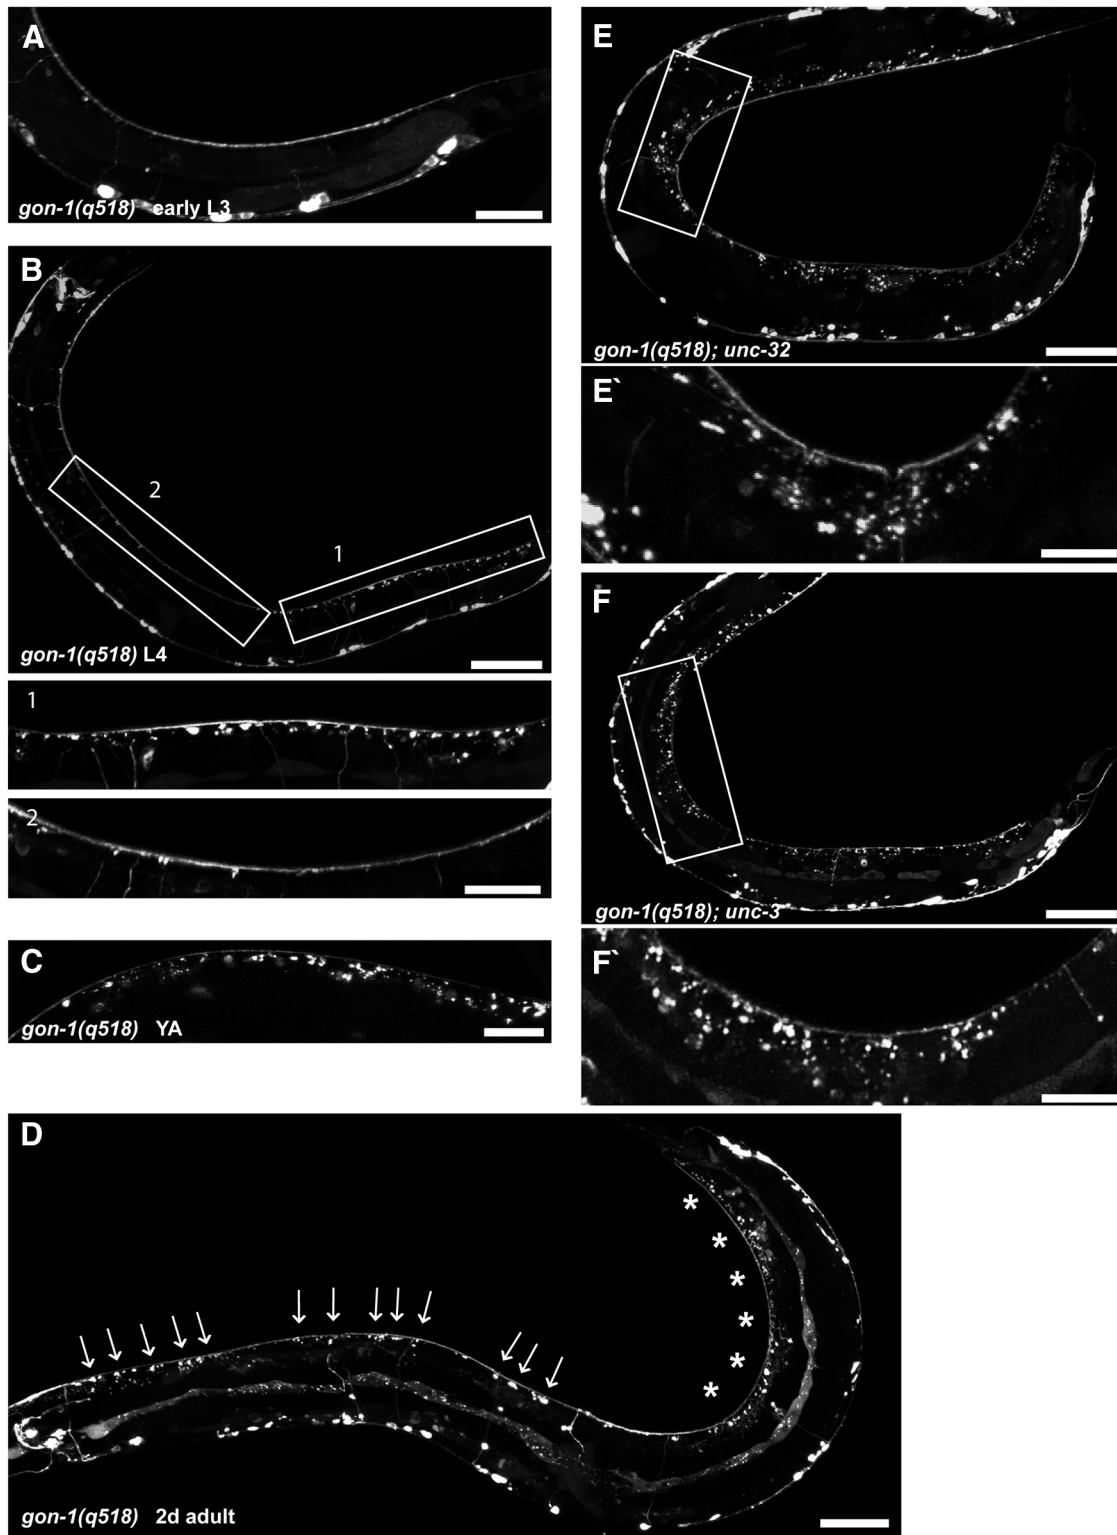 A
gon-1(q518) early L3
B
2
1
gon-1(q518) L4
1
2
C
gon-1(q518) YA
D
* * * * * *
gon-1(q518) 2d adult
E
gon-1(q518); unc-32
E`
F
gon-1(q518); unc-3
F`